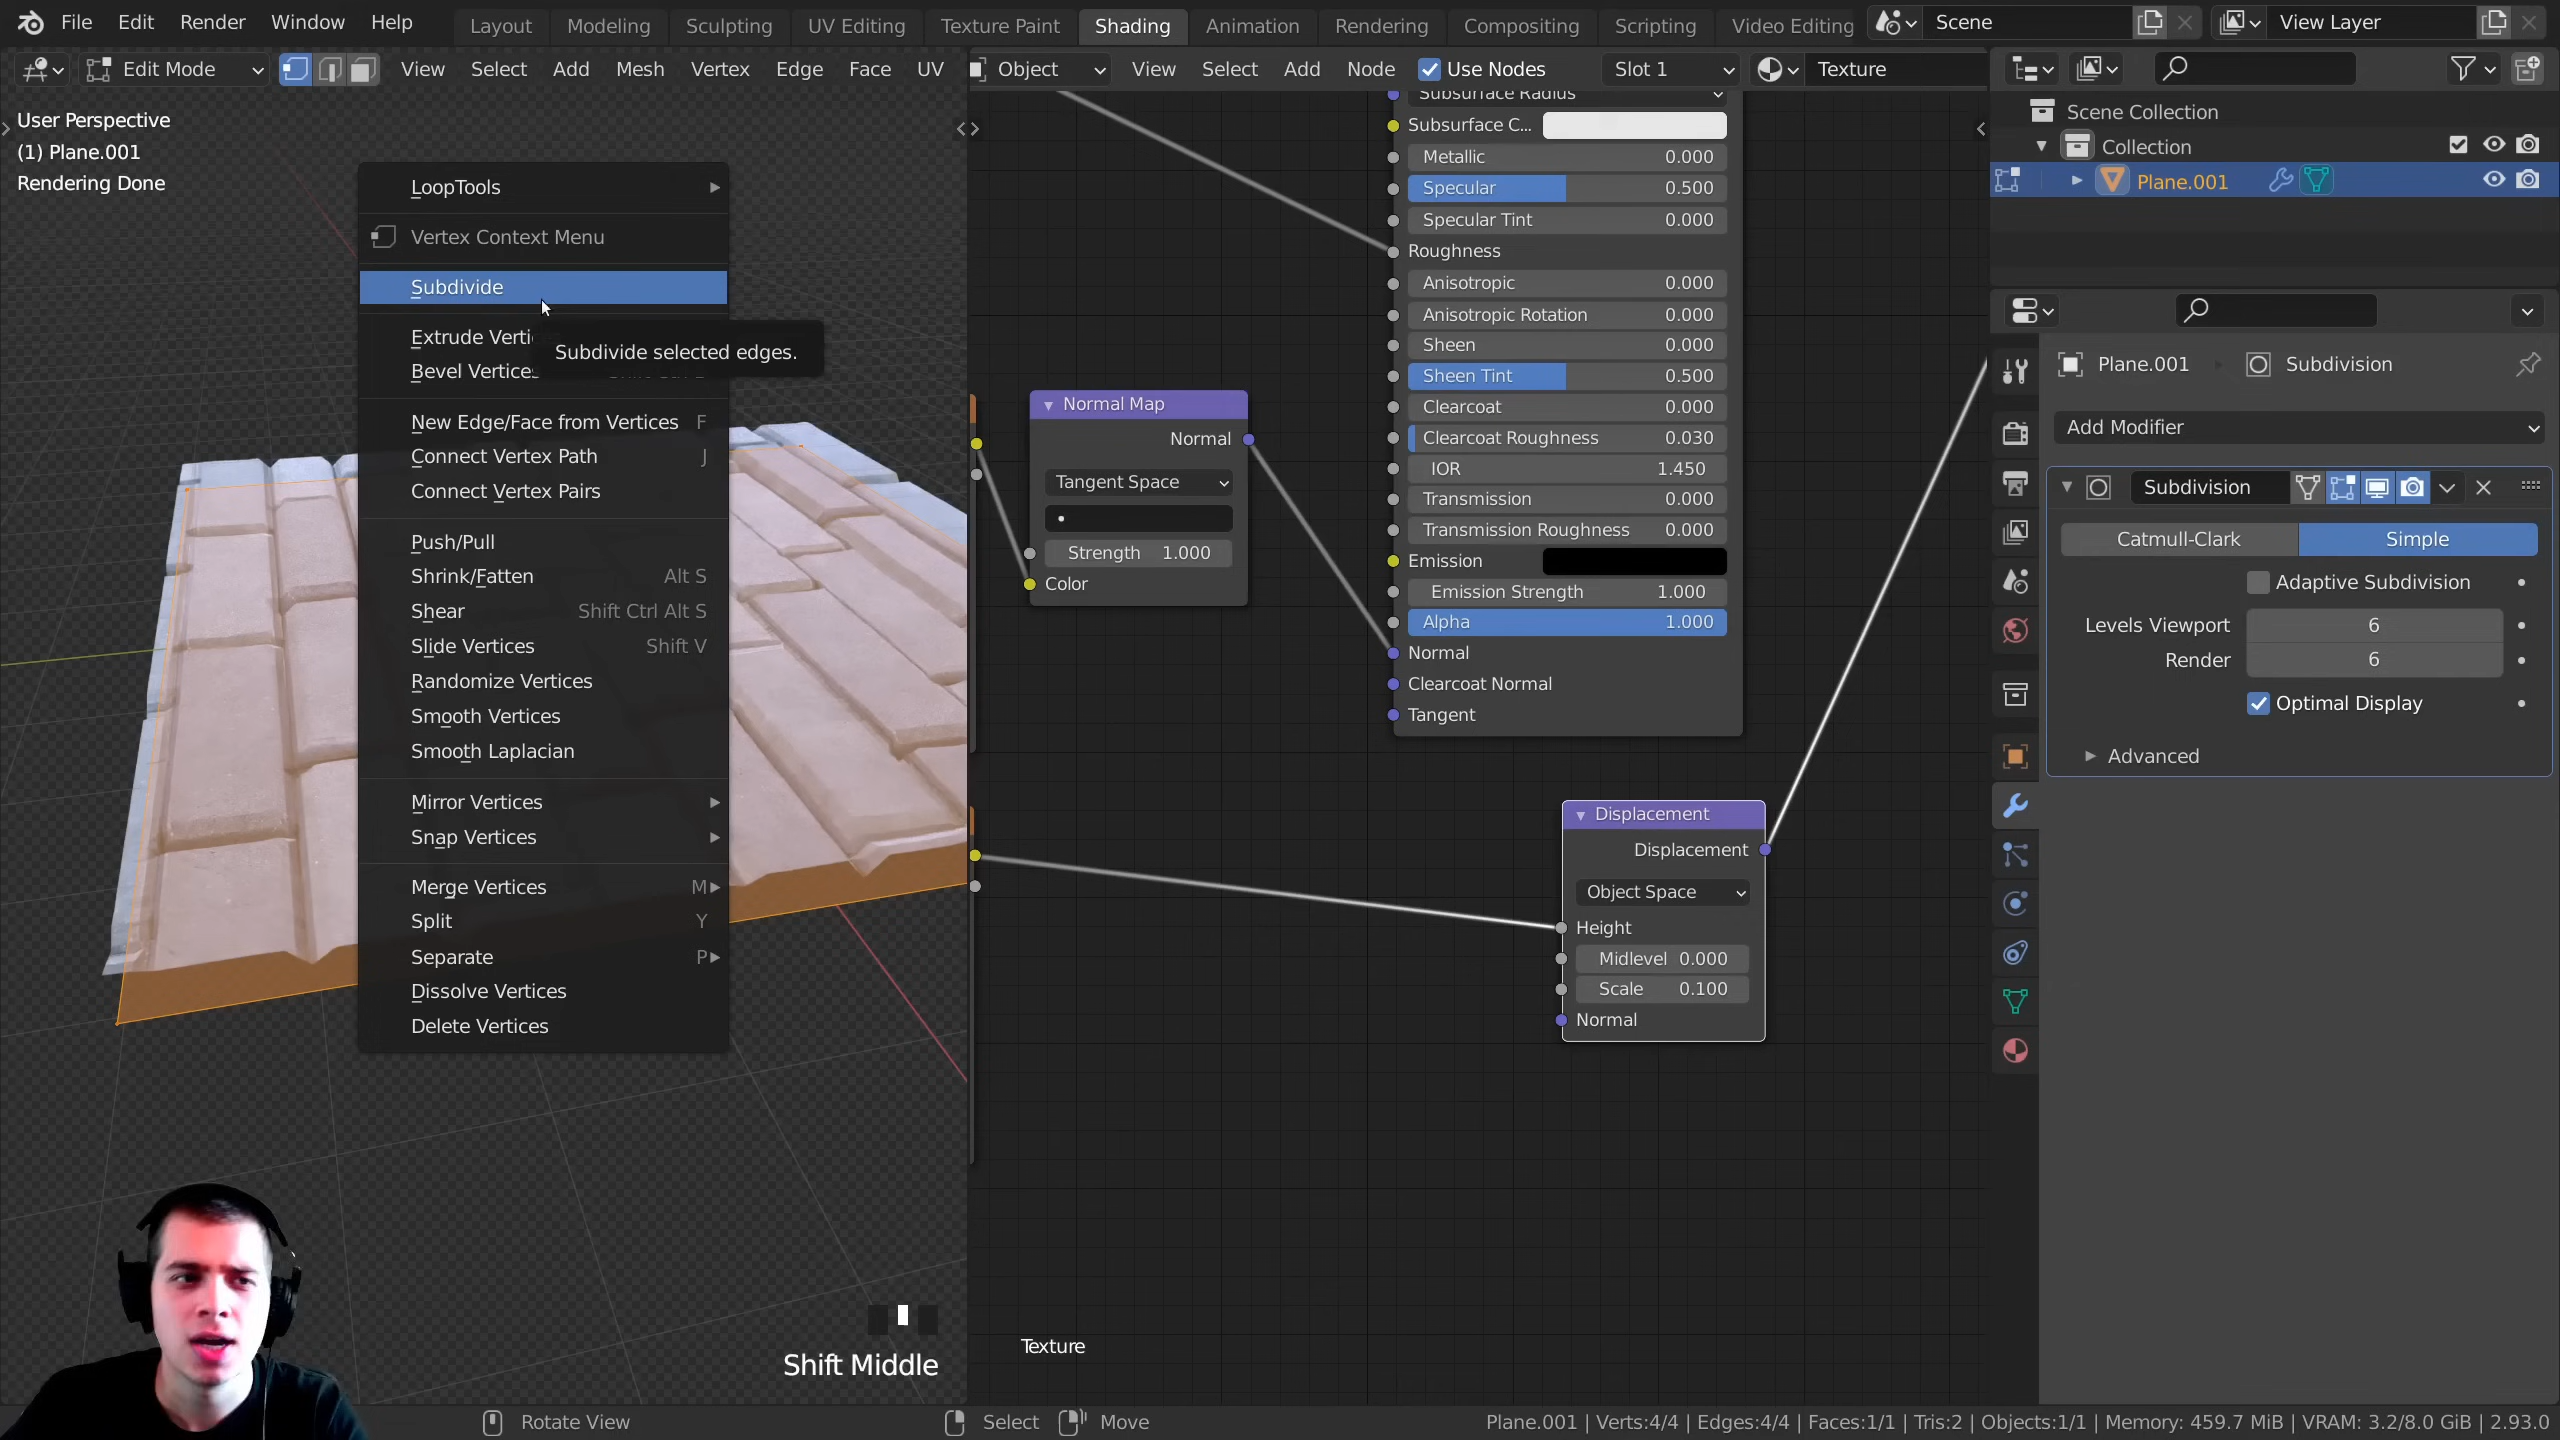 File Edit Render Window Help Layout Modeling Sculpting UV Editing Texture Paint Shading Animation Rendering Compositing Scripting Video Editing Scene View Layer
Edit Mode View Select Add Mesh Vertex Edge Face UV
Object View Select Add Node Use Nodes Slot 1 Texture
User Perspective
(1) Plane.001
Rendering Done
LoopTools
Vertex Context Menu
Subdivide
Extrude Verti
Bevel Vertices
Subdivide selected edges.
New Edge/Face from Vertices F
Connect Vertex Path J
Connect Vertex Pairs
Push/Pull
Shrink/Fatten Alt S
Shear Shift Ctrl Alt S
Slide Vertices Shift V
Randomize Vertices
Smooth Vertices
Smooth Laplacian
Mirror Vertices
Snap Vertices
Merge Vertices M
Split Y
Separate P
Dissolve Vertices
Delete Vertices
Shift Middle
Normal Map
Normal
Tangent Space
Strength 1.000
Color
Subsurface Radius
Subsurface C...
Metallic 0.000
Specular 0.500
Specular Tint 0.000
Roughness
Anisotropic 0.000
Anisotropic Rotation 0.000
Sheen 0.000
Sheen Tint 0.500
Clearcoat 0.000
Clearcoat Roughness 0.030
IOR 1.450
Transmission 0.000
Transmission Roughness 0.000
Emission
Emission Strength 1.000
Alpha 1.000
Normal
Clearcoat Normal
Tangent
Displacement
Displacement
Object Space
Height
Midlevel 0.000
Scale 0.100
Normal
Texture
Scene Collection
Collection
Plane.001
Plane.001 Subdivision
Add Modifier
Subdivision
Catmull-Clark Simple
Adaptive Subdivision
Levels Viewport 6
Render 6
Optimal Display
Advanced
Rotate View Select Move Plane.001 | Verts:4/4 | Edges:4/4 | Faces:1/1 | Tris:2 | Objects:1/1 | Memory: 459.7 MiB | VRAM: 3.2/8.0 GiB | 2.93.0